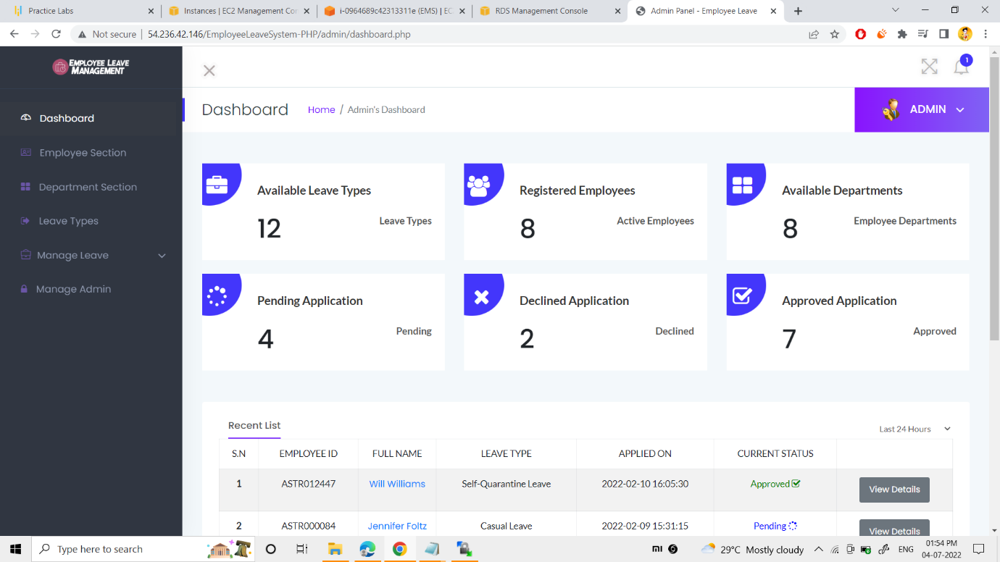 Practice Labs
Instances | EC2 Management Con
i-0964689c42313311e (EMS) | EC
RDS Management Console
Admin Panel - Employee Leave
Not secure | 54.236.42.146/EmployeeLeaveSystem-PHP/admin/dashboard.php
EMPLOYEE LEAVE
MANAGEMENT
1
Dashboard
Home / Admin's Dashboard
ADMIN
Dashboard
Employee Section
Department Section
Leave Types
Manage Leave
Manage Admin
Available Leave Types
12
Leave Types
Registered Employees
8
Active Employees
Available Departments
8
Employee Departments
Pending Application
4
Pending
Declined Application
2
Declined
Approved Application
7
Approved
Recent List
Last 24 Hours
S.N EMPLOYEE ID FULL NAME LEAVE TYPE APPLIED ON CURRENT STATUS
1 ASTR012447 Will Williams Self-Quarantine Leave 2022-02-10 16:05:30 Approved View Details
2 ASTR000084 Jennifer Foltz Casual Leave 2022-02-09 15:31:15 Pending View Details
Type here to search
29°C Mostly cloudy
ENG
01:54 PM
04-07-2022